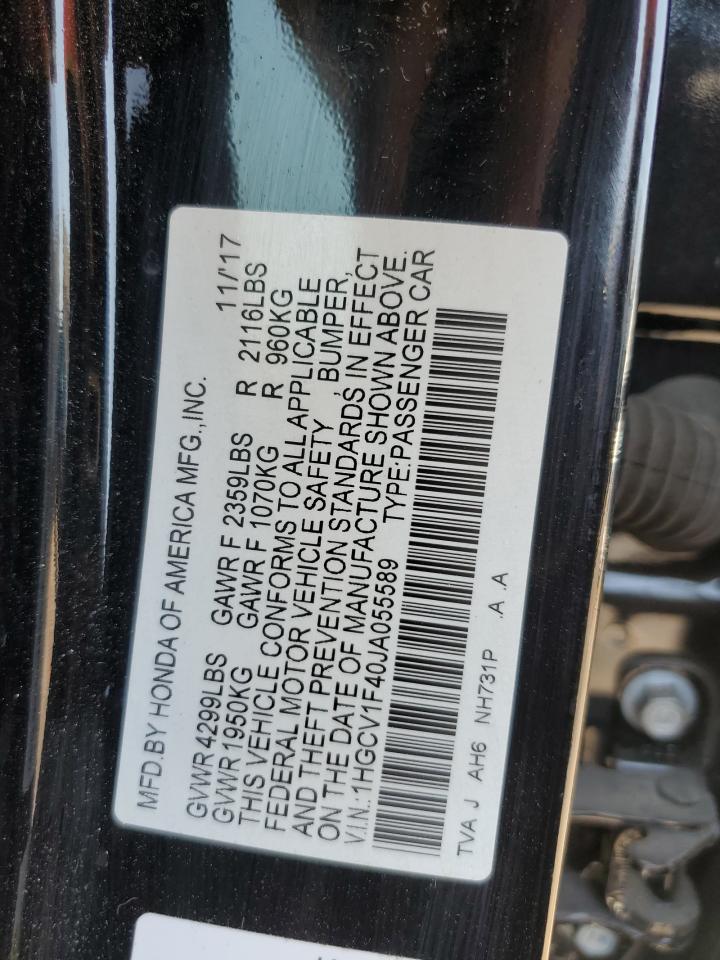 MFD.BY HONDA OF AMERICA MFG.,INC.
11/'17
GVWR 4299LBS GAWR F 2359LBS R 2116LBS
GVWR 1950KG GAWR F 1070KG R 960KG
THIS VEHICLE CONFORMS TO ALL APPLICABLE
FEDERAL MOTOR VEHICLE SAFETY , BUMPER,
AND THEFT PREVENTION STANDARDS IN EFFECT
ON THE DATE OF MANUFACTURE SHOWN ABOVE.
V.I.N.:1HGCV1F40JA055589 TYPE:PASSENGER CAR
TVA J AH6 NH731P .A .A